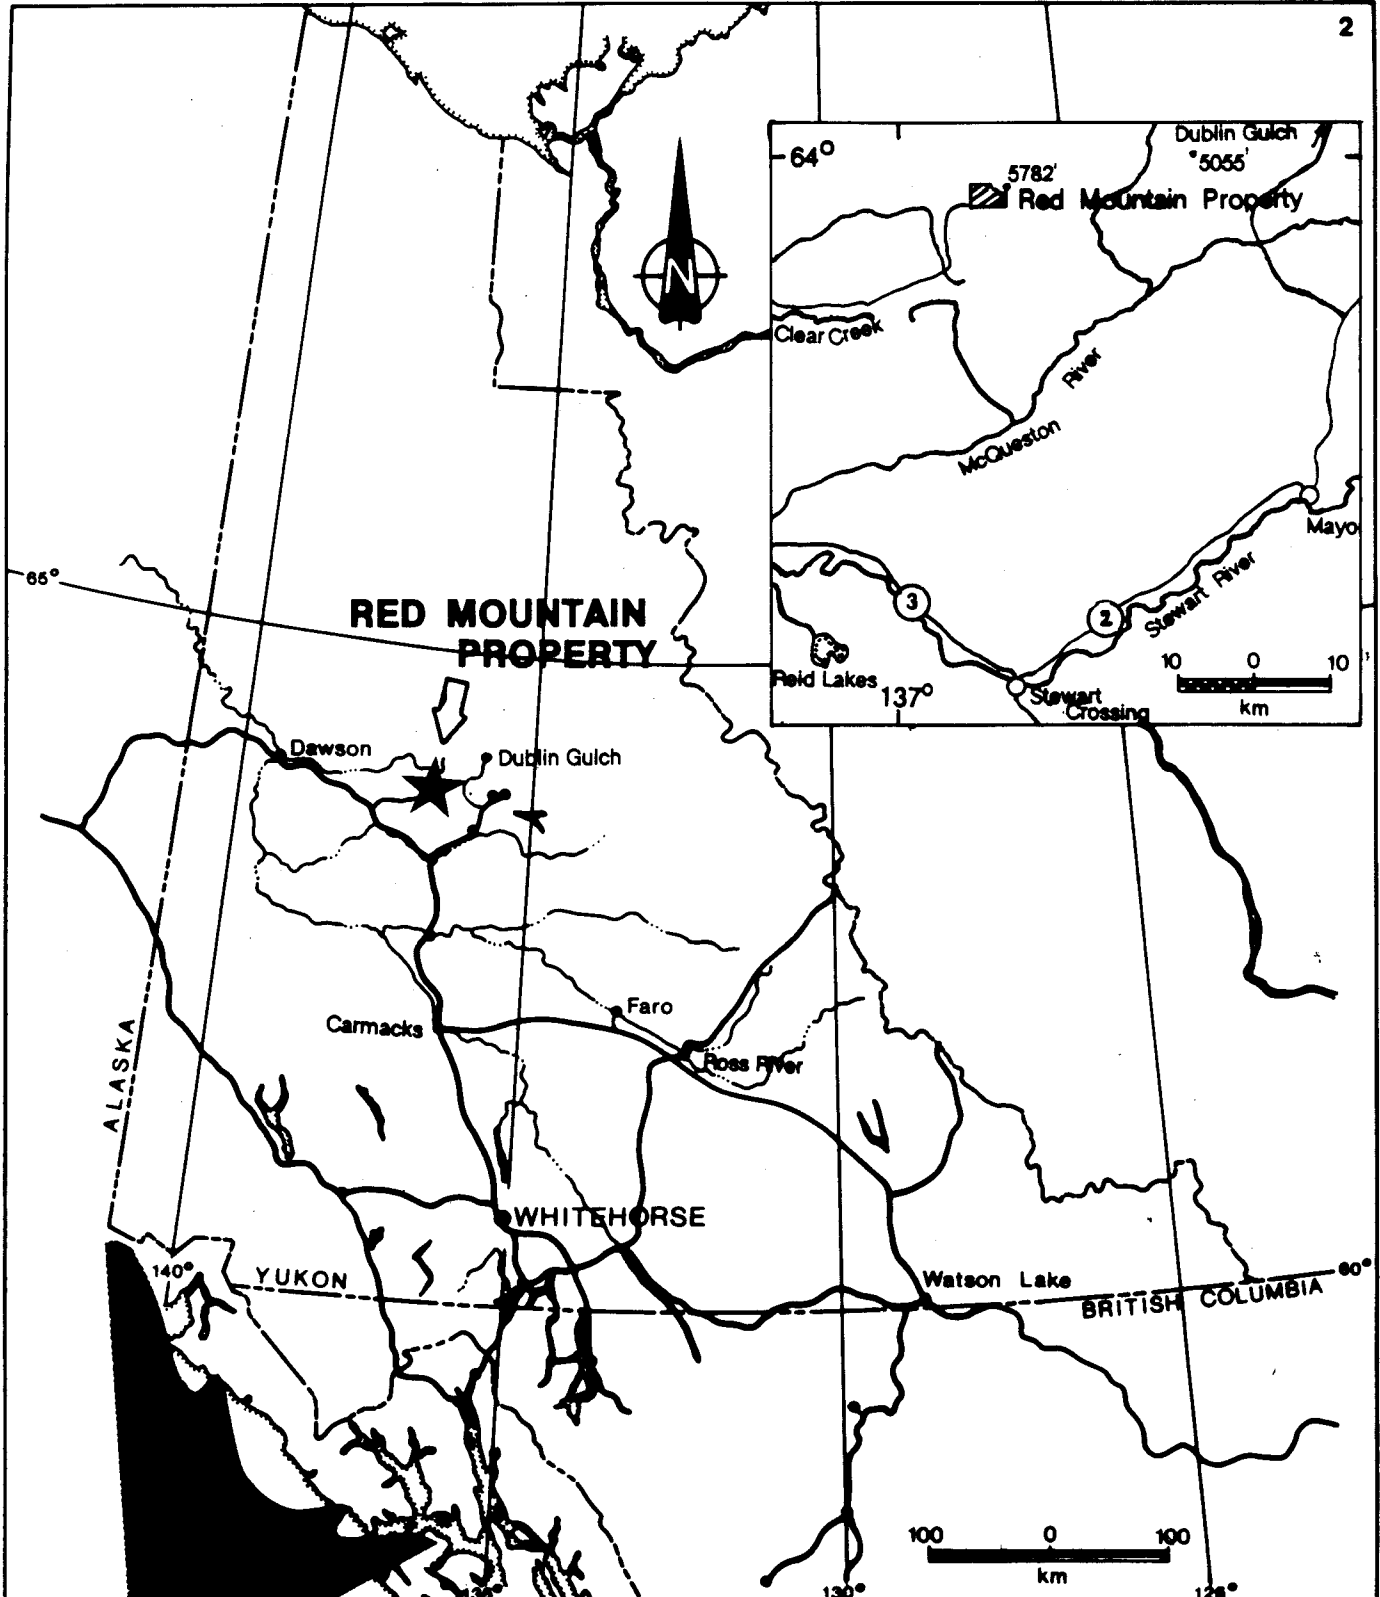 2
Dublin Gulch
5055'
64°
5782'
Red Mountain Property
N
Clear Creek
River
McQueston
Mayo
3
2
Stewart River
Reid Lakes
137°
Stewart
Crossing
10 0 10
km
65°
RED MOUNTAIN
PROPERTY
Dawson
Dublin Gulch
Faro
Carmacks
Ross River
ALASKA
WHITEHORSE
140°
YUKON
Watson Lake
60°
BRITISH COLUMBIA
100 0 100
km
130°